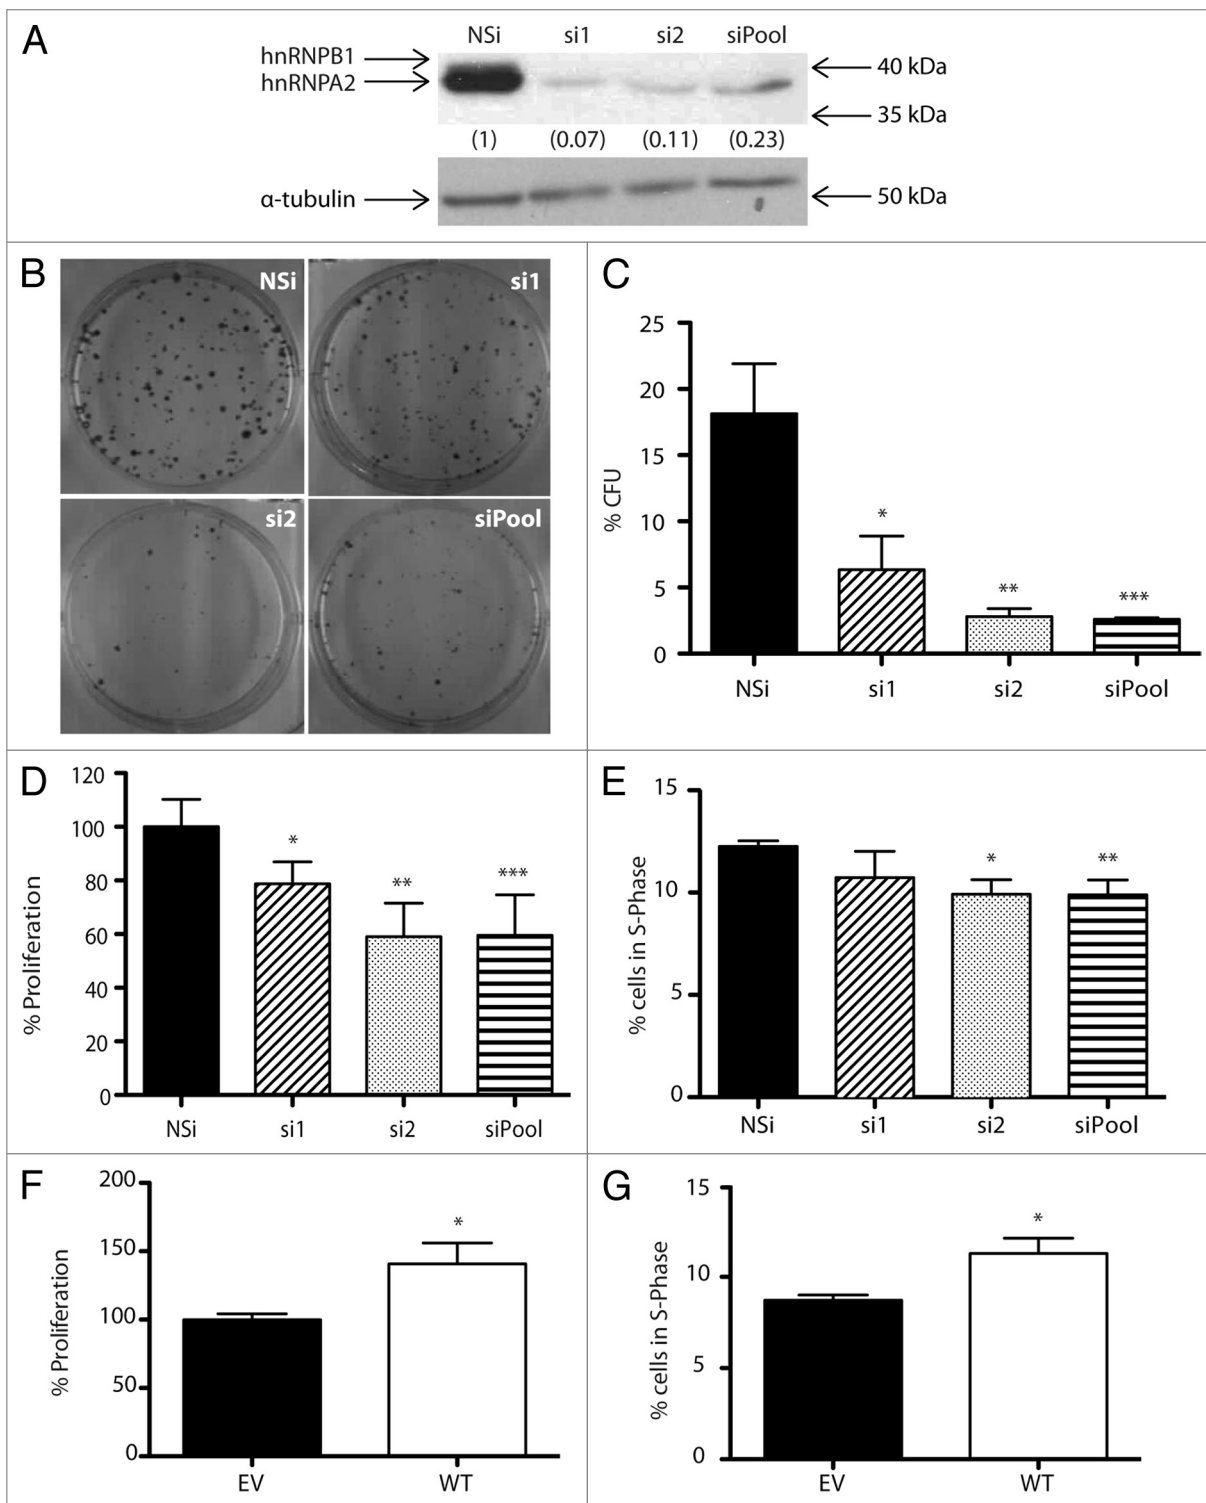 A
NSi si1 si2 siPool
hnRNPB1
hnRNPA2
40 kDa
35 kDa
(1) (0.07) (0.11) (0.23)
α-tubulin
50 kDa
B
NSi
si1
si2
siPool
C
25
20
15
10
5
0
% CFU
*
**
***
NSi si1 si2 siPool
D
120
100
80
60
40
20
0
% Proliferation
*
**
***
NSi si1 si2 siPool
E
15
10
5
0
% cells in S-Phase
*
**
NSi si1 si2 siPool
F
200
150
100
50
0
% Proliferation
*
EV WT
G
15
10
5
0
% cells in S-Phase
*
EV WT